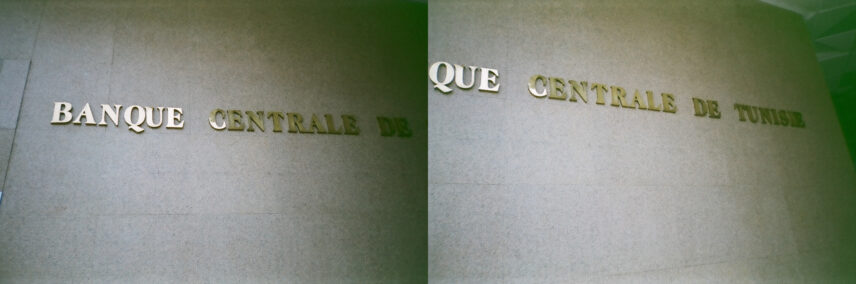 BANQUE CENTRALE DE
QUE CENTRALE DE TUNISIE